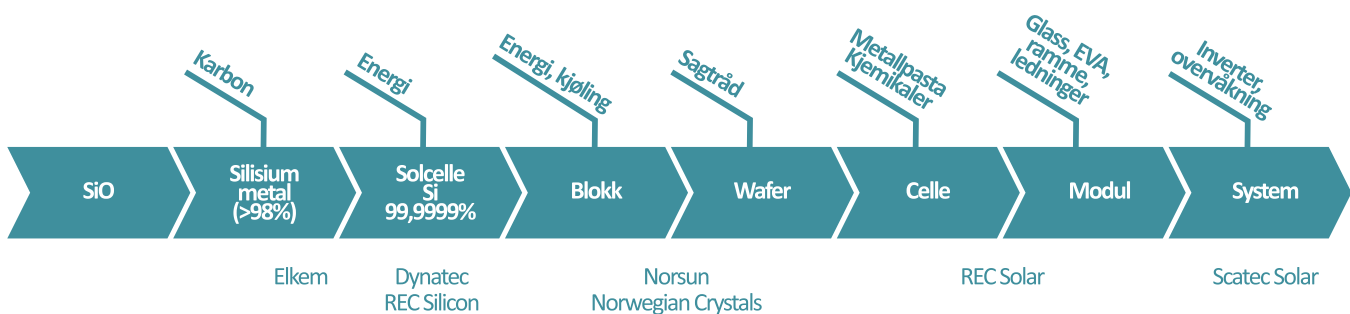 Karbon
Energi
Energi, kjøling
Sagtråd
Metallpasta
Kjemikaler
Glass, EVA,
ramme,
ledninger
Inverter,
overvåkning
SiO
Silisium
metal
(>98%)
Solcelle
Si
99,9999%
Blokk
Wafer
Celle
Modul
System
Elkem
Dynatec
REC Silicon
Norsun
Norwegian Crystals
REC Solar
Scatec Solar